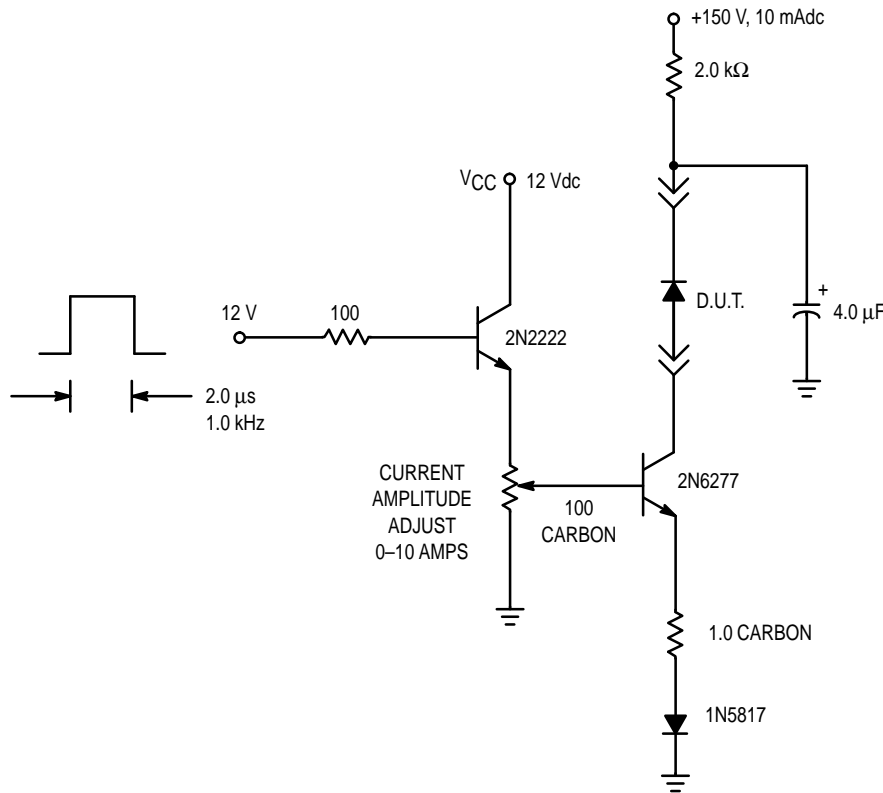 +150 V, 10 mAdc
2.0 kΩ
VCC 12 Vdc
12 V
100
2N2222
D.U.T.
+
4.0 μF
2.0 μs
1.0 kHz
CURRENT
AMPLITUDE
ADJUST
0–10 AMPS
100
CARBON
2N6277
1.0 CARBON
1N5817